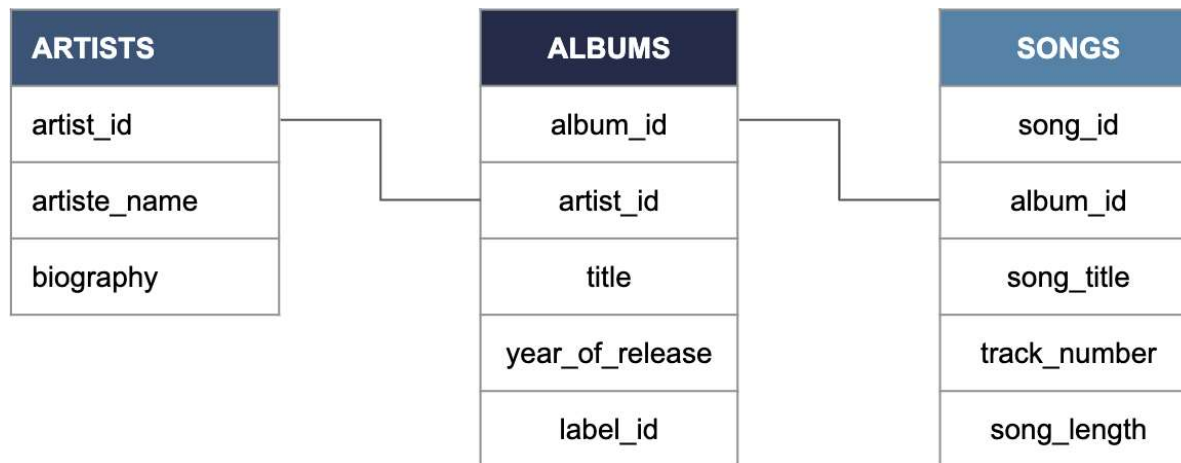 ARTISTS
artist_id
artiste_name
biography
ALBUMS
album_id
artist_id
title
year_of_release
label_id
SONGS
song_id
album_id
song_title
track_number
song_length